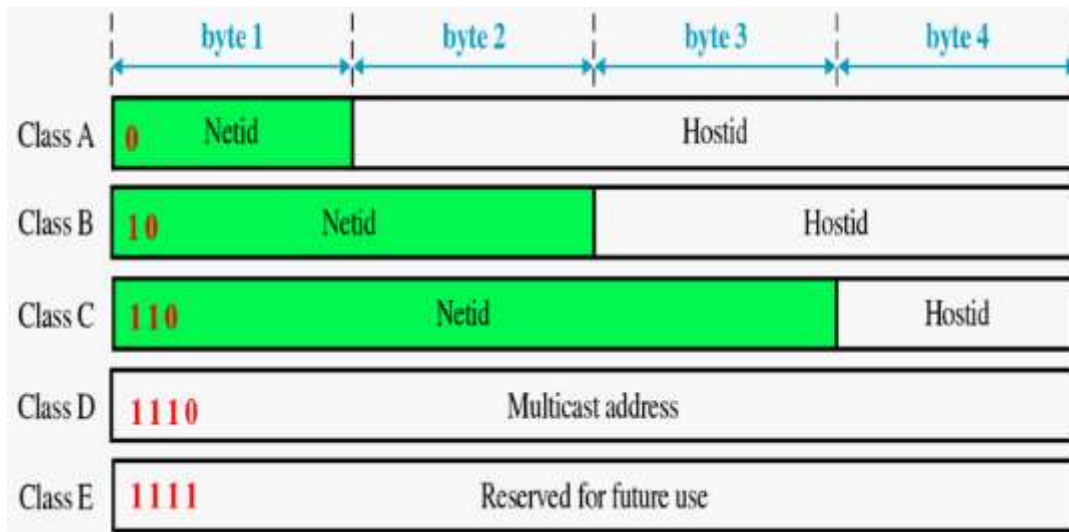 byte 1 byte 2 byte 3 byte 4
Class A 0 Netid Hostid
Class B 10 Netid Hostid
Class C 110 Netid Hostid
Class D 1110 Multicast address
Class E 1111 Reserved for future use